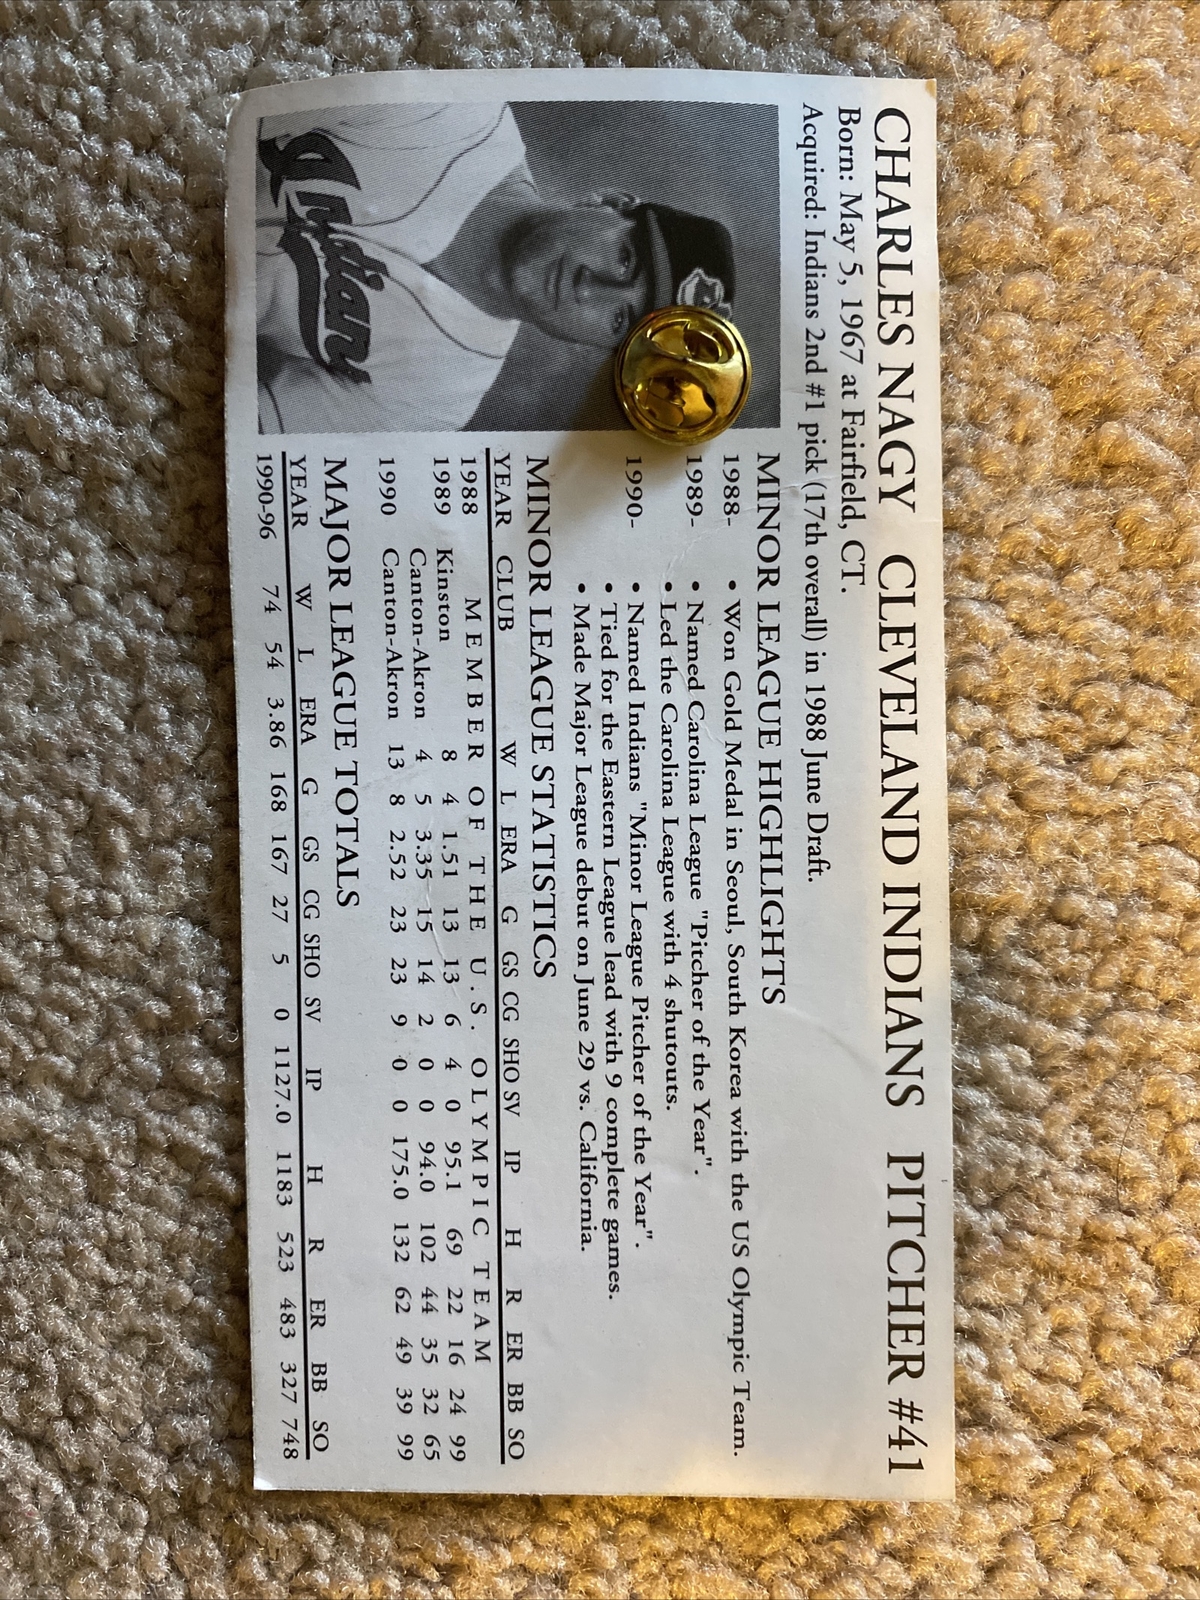 CHARLES NAGY CLEVELAND INDIANS PITCHER #41
Born: May 5, 1967 at Fairfield, CT.
Acquired: Indians 2nd #1 pick (17th overall) in 1988 June Draft.
Indians
MINOR LEAGUE HIGHLIGHTS
1988- • Won Gold Medal in Seoul, South Korea with the US Olympic Team.
1989- • Named Carolina League "Pitcher of the Year".
• Led the Carolina League with 4 shutouts.
1990- • Named Indians "Minor League Pitcher of the Year".
• Tied for the Eastern League lead with 9 complete games.
• Made Major League debut on June 29 vs. California.
MINOR LEAGUE STATISTICS
YEAR CLUB W L ERA G GS CG SHO SV IP H R ER BB SO
1988 MEMBER OF THE U.S. OLYMPIC TEAM
1989 Kinston 8 4 1.51 13 13 6 4 0 95.1 69 22 16 24 99
Canton-Akron 4 5 3.35 15 14 2 0 0 94.0 102 44 35 32 65
1990 Canton-Akron 13 8 2.52 23 23 9 0 0 175.0 132 62 49 39 99
MAJOR LEAGUE TOTALS
YEAR W L ERA G GS CG SHO SV IP H R ER BB SO
1990-96 74 54 3.86 168 167 27 5 0 1127.0 1183 523 483 327 748